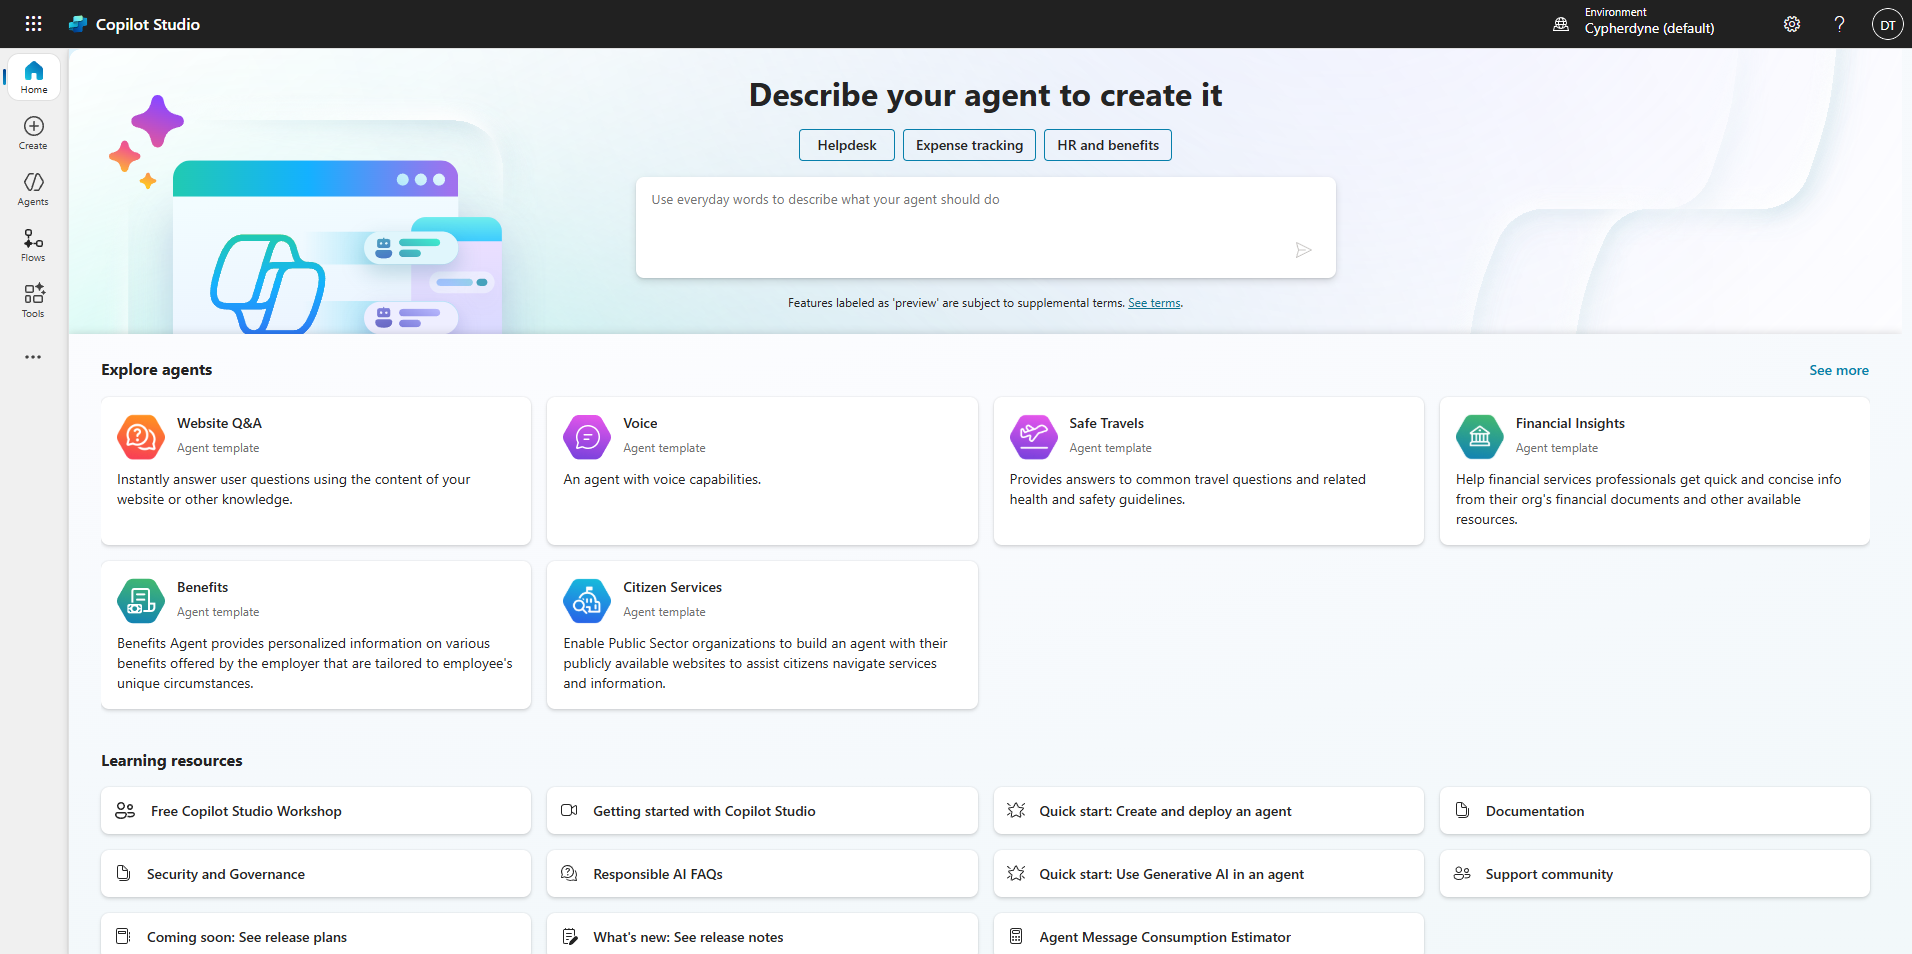 Copilot Studio
Environment
Cypherdyne (default)
?
DT
Home
Create
Agents
Flows
Tools
Describe your agent to create it
Helpdesk
Expense tracking
HR and benefits
Use everyday words to describe what your agent should do
Features labeled as 'preview' are subject to supplemental terms. See terms.
Explore agents
See more
Website Q&A
Agent template
Instantly answer user questions using the content of your
website or other knowledge.
Voice
Agent template
An agent with voice capabilities.
Safe Travels
Agent template
Provides answers to common travel questions and related
health and safety guidelines.
Financial Insights
Agent template
Help financial services professionals get quick and concise info
from their org's financial documents and other available
resources.
Benefits
Agent template
Benefits Agent provides personalized information on various
benefits offered by the employer that are tailored to employee's
unique circumstances.
Citizen Services
Agent template
Enable Public Sector organizations to build an agent with their
publicly available websites to assist citizens navigate services
and information.
Learning resources
Free Copilot Studio Workshop
Getting started with Copilot Studio
Quick start: Create and deploy an agent
Documentation
Security and Governance
Responsible AI FAQs
Quick start: Use Generative AI in an agent
Support community
Coming soon: See release plans
What's new: See release notes
Agent Message Consumption Estimator